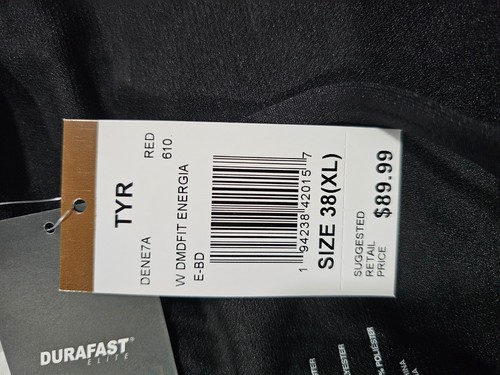 TYR
DENE7A RED
610
W DMDFIT ENERGIA
E-BD
1 94238 42015 7
SIZE 38(XL)
SUGGESTED
RETAIL
PRICE
$89.99
DURAFAST®
ELITE
POLIÉSTER